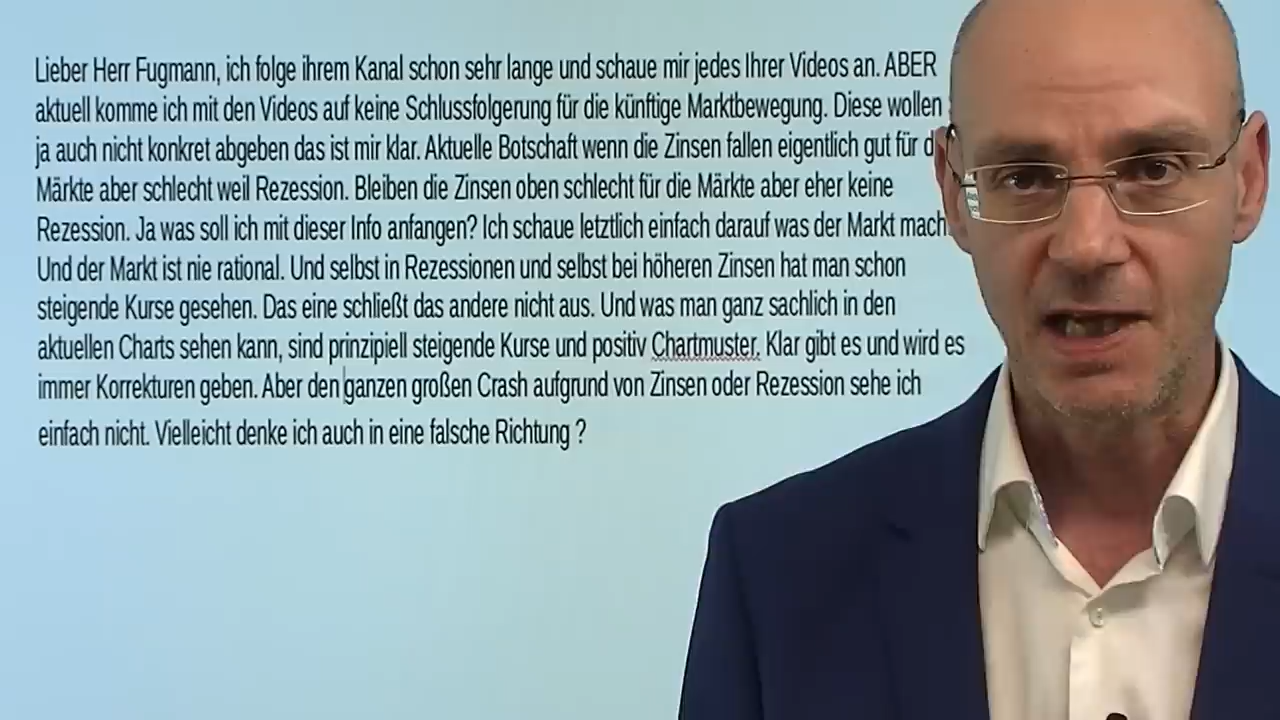 Lieber Herr Fugmann, ich folge ihrem Kanal schon sehr lange und schaue mir jedes Ihrer Videos an. ABER
aktuell komme ich mit den Videos auf keine Schlussfolgerung für die künftige Marktbewegung. Diese wollen
ja auch nicht konkret abgeben das ist mir klar. Aktuelle Botschaft wenn die Zinsen fallen eigentlich gut für
Märkte aber schlecht weil Rezession. Bleiben die Zinsen oben schlecht für die Märkte aber eher keine
Rezession. Ja was soll ich mit dieser Info anfangen? Ich schaue letztlich einfach darauf was der Markt mach
Und der Markt ist nie rational. Und selbst in Rezessionen und selbst bei höheren Zinsen hat man schon
steigende Kurse gesehen. Das eine schließt das andere nicht aus. Und was man ganz sachlich in den
aktuellen Charts sehen kann, sind prinzipiell steigende Kurse und positiv Chartmuster. Klar gibt es und wird es
immer Korrekturen geben. Aber den ganzen großen Crash aufgrund von Zinsen oder Rezession sehe ich
einfach nicht. Vielleicht denke ich auch in eine falsche Richtung ?